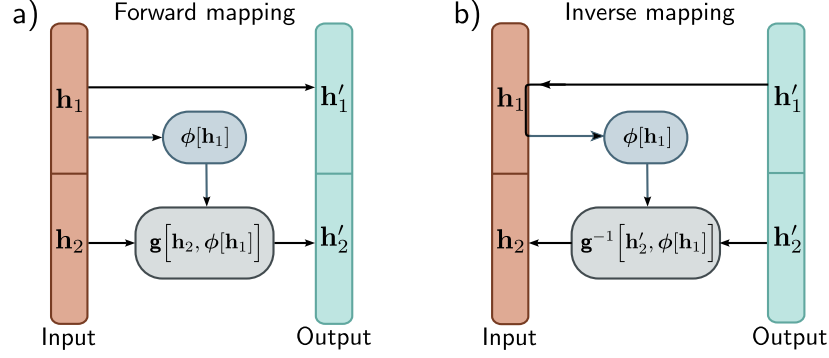 a) Forward mapping
h₁
h′₁
ϕ[h₁]
h₂
g[h₂, ϕ[h₁]]
h′₂
Input
Output
b) Inverse mapping
h₁
h′₁
ϕ[h₁]
h₂
g⁻¹[h′₂, ϕ[h₁]]
h′₂
Input
Output